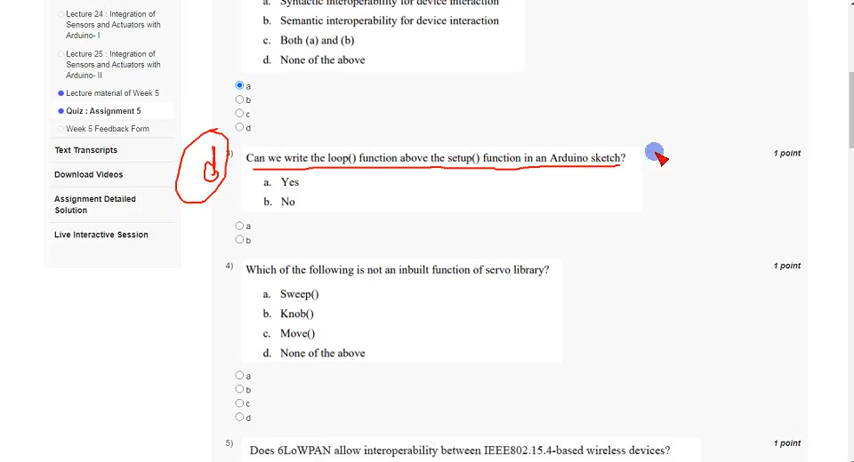 Lecture 24 : Integration of
Sensors and Actuators with
Arduino- I
Lecture 25 : Integration of
Sensors and Actuators with
Arduino- II
Lecture material of Week 5
Quiz : Assignment 5
Week 5 Feedback Form
Text Transcripts
Download Videos
Assignment Detailed
Solution
Live Interactive Session
a. Syntactic interoperability for device interaction
b. Semantic interoperability for device interaction
c. Both (a) and (b)
d. None of the above
a
b
c
d
d
3) Can we write the loop() function above the setup() function in an Arduino sketch? 1 point
a. Yes
b. No
a
b
4) Which of the following is not an inbuilt function of servo library? 1 point
a. Sweep()
b. Knob()
c. Move()
d. None of the above
a
b
c
d
5) Does 6LoWPAN allow interoperability between IEEE802.15.4-based wireless devices? 1 point